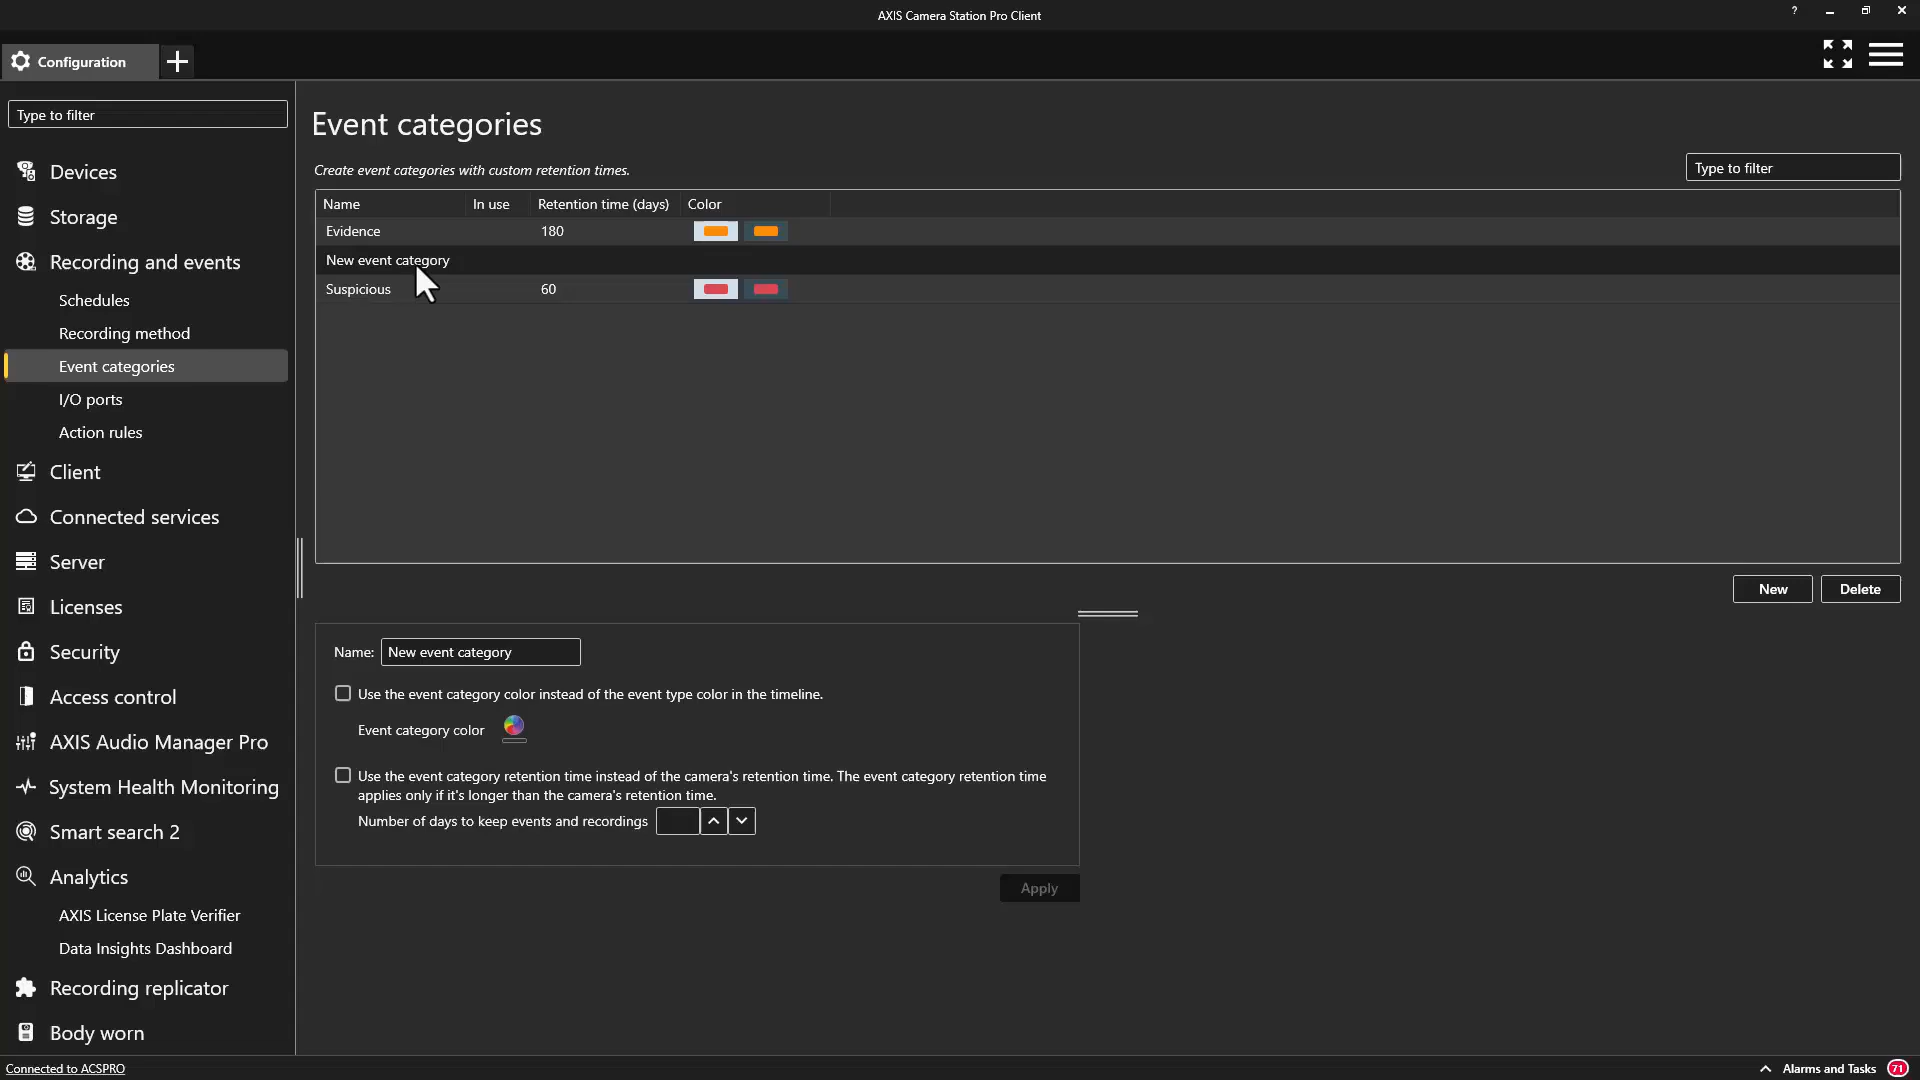 AXIS Camera Station Pro Client
?
Configuration
Type to filter
Devices
Storage
Recording and events
Schedules
Recording method
Event categories
I/O ports
Action rules
Client
Connected services
Server
Licenses
Security
Access control
AXIS Audio Manager Pro
System Health Monitoring
Smart search 2
Analytics
AXIS License Plate Verifier
Data Insights Dashboard
Recording replicator
Body worn
Event categories
Create event categories with custom retention times.
Type to filter
Name In use Retention time (days) Color
Evidence 180
New event category
Suspicious 60
New Delete
Name: New event category
Use the event category color instead of the event type color in the timeline.
Event category color
Use the event category retention time instead of the camera's retention time. The event category retention time
applies only if it's longer than the camera's retention time.
Number of days to keep events and recordings
Apply
Connected to ACSPRO
Alarms and Tasks 71